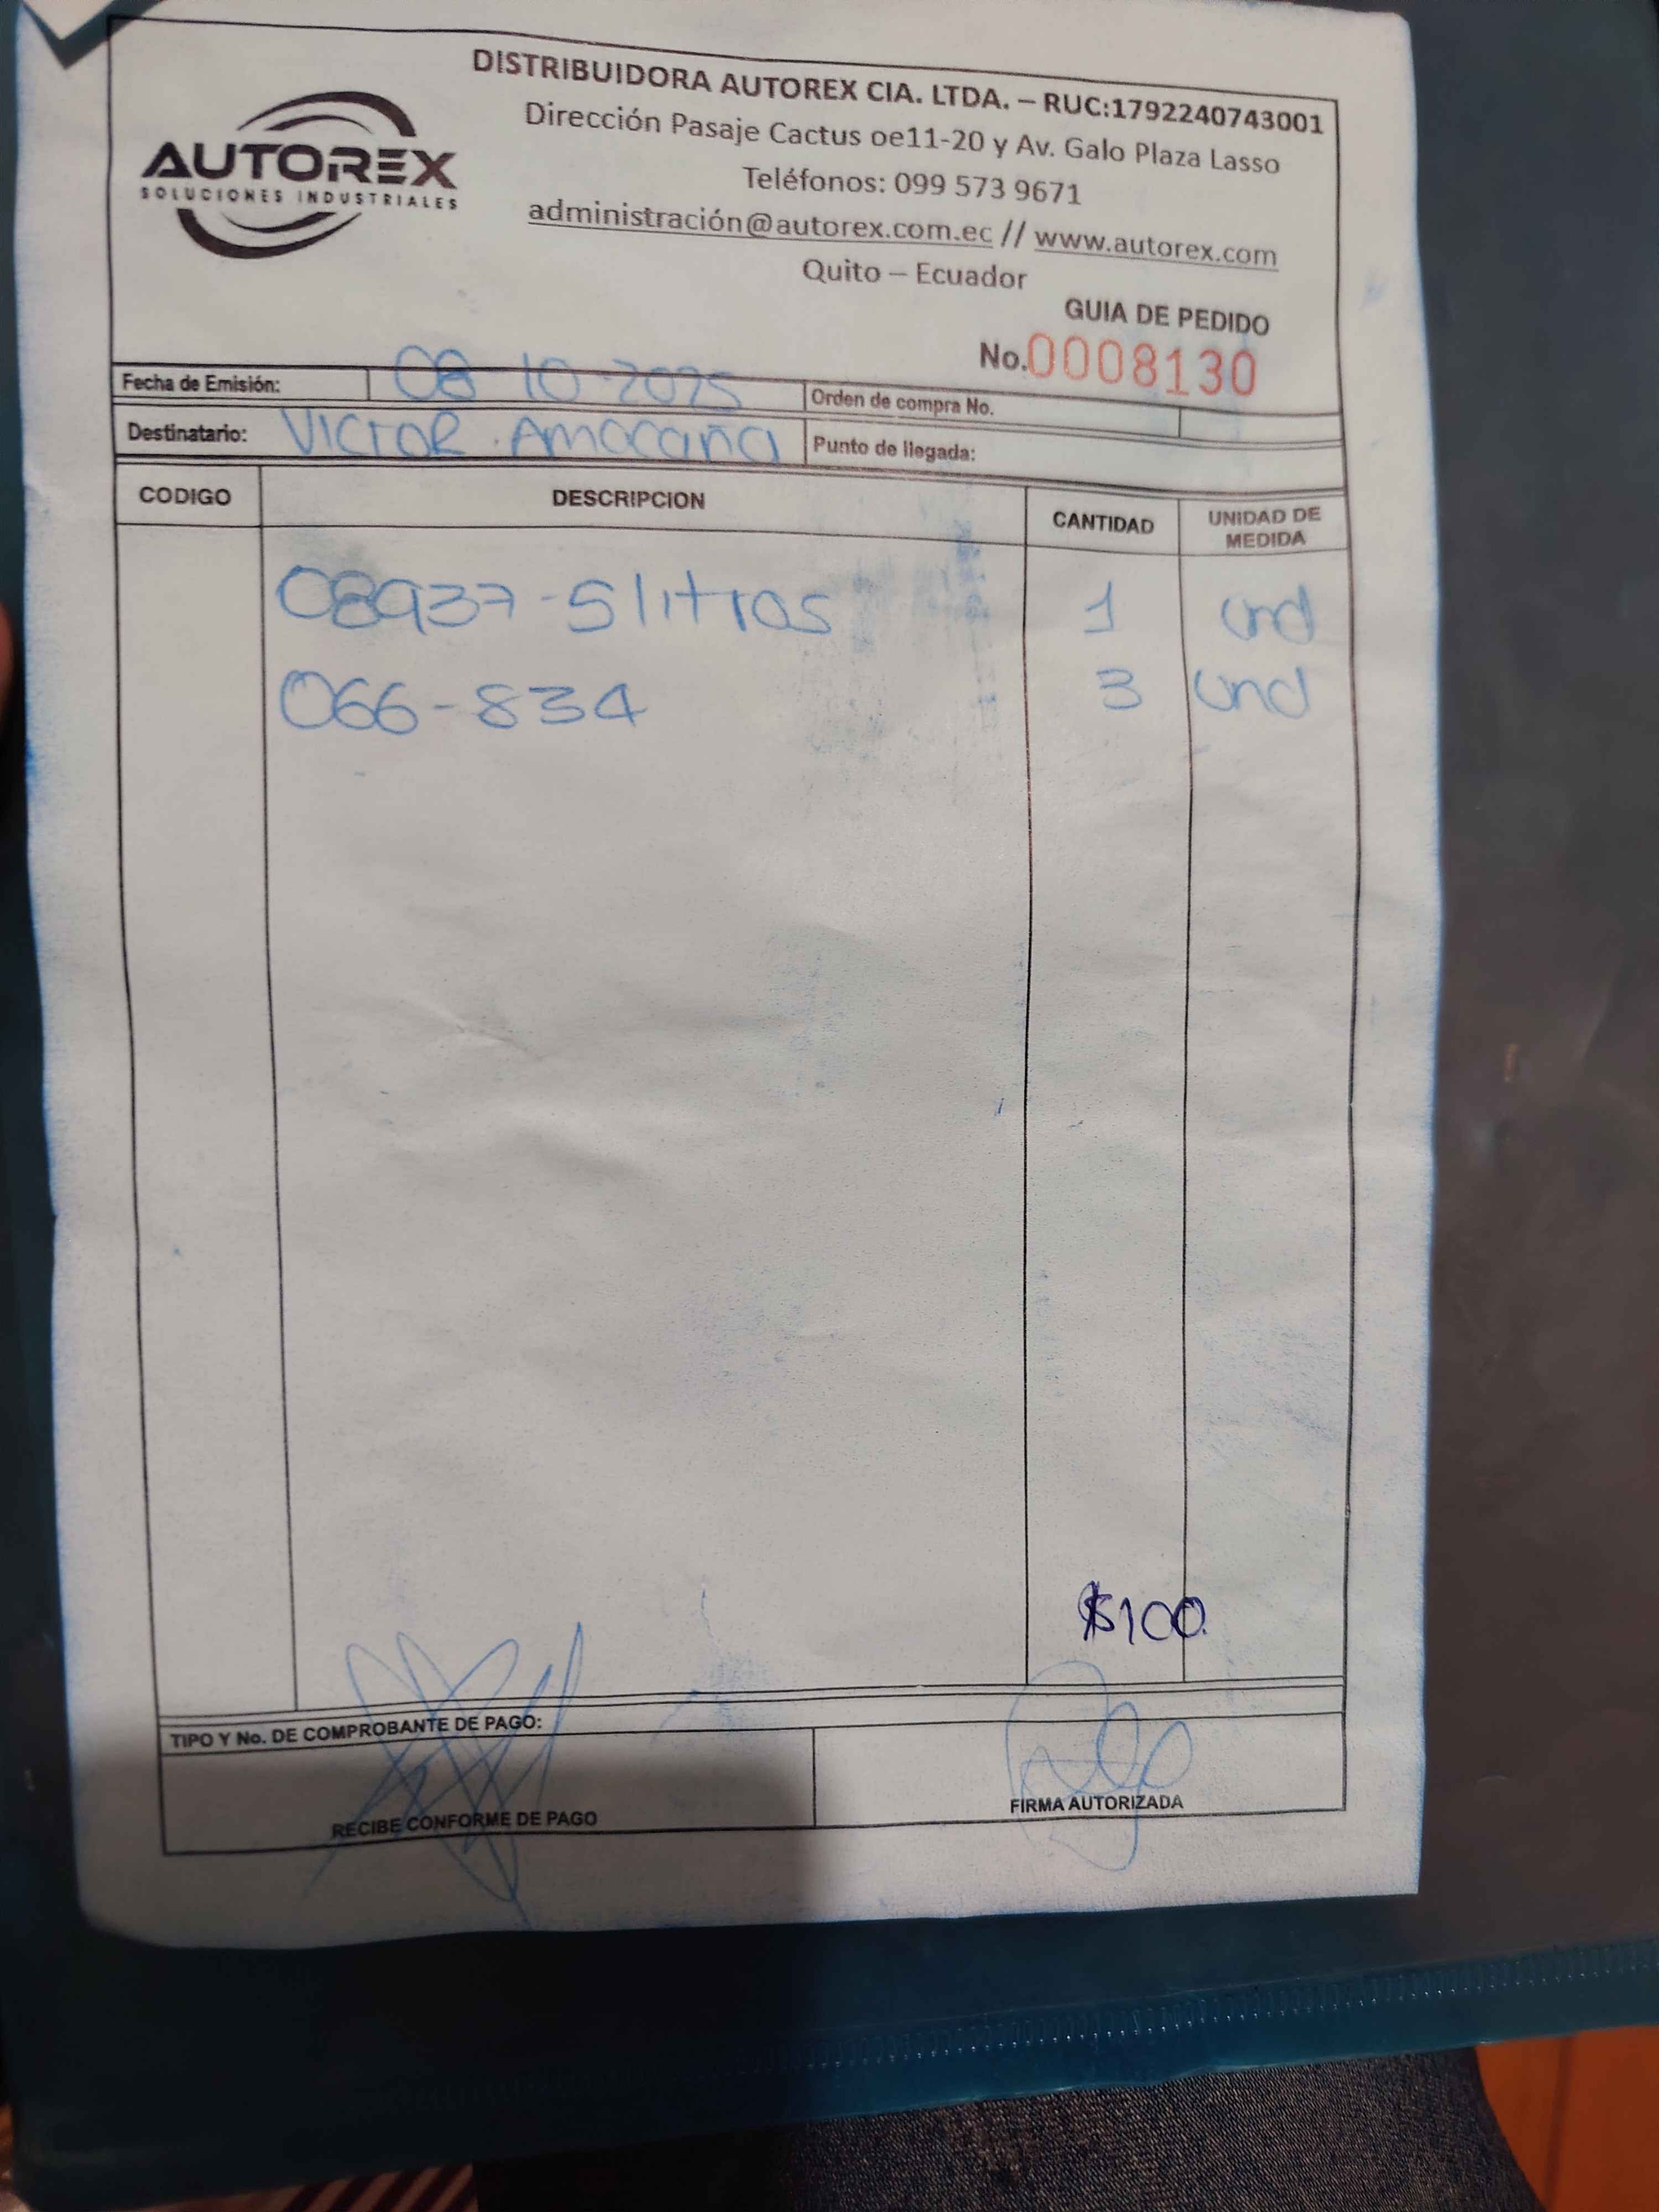 DISTRIBUIDORA AUTOREX CIA. LTDA. – RUC:1792240743001
AUTOREX
SOLUCIONES INDUSTRIALES
Dirección Pasaje Cactus oe11-20 y Av. Galo Plaza Lasso
Teléfonos: 099 573 9671
administración@autorex.com.ec // www.autorex.com
Quito – Ecuador
GUIA DE PEDIDO
No.0008130
Fecha de Emisión: 08-10-2025 Orden de compra No.
Destinatario: VICTOR. Amacaña Punto de llegada:
CODIGO DESCRIPCION CANTIDAD UNIDAD DE MEDIDA
08937-5litros 1 und
066-834 3 und
$100.
TIPO Y No. DE COMPROBANTE DE PAGO:
RECIBE CONFORME DE PAGO FIRMA AUTORIZADA